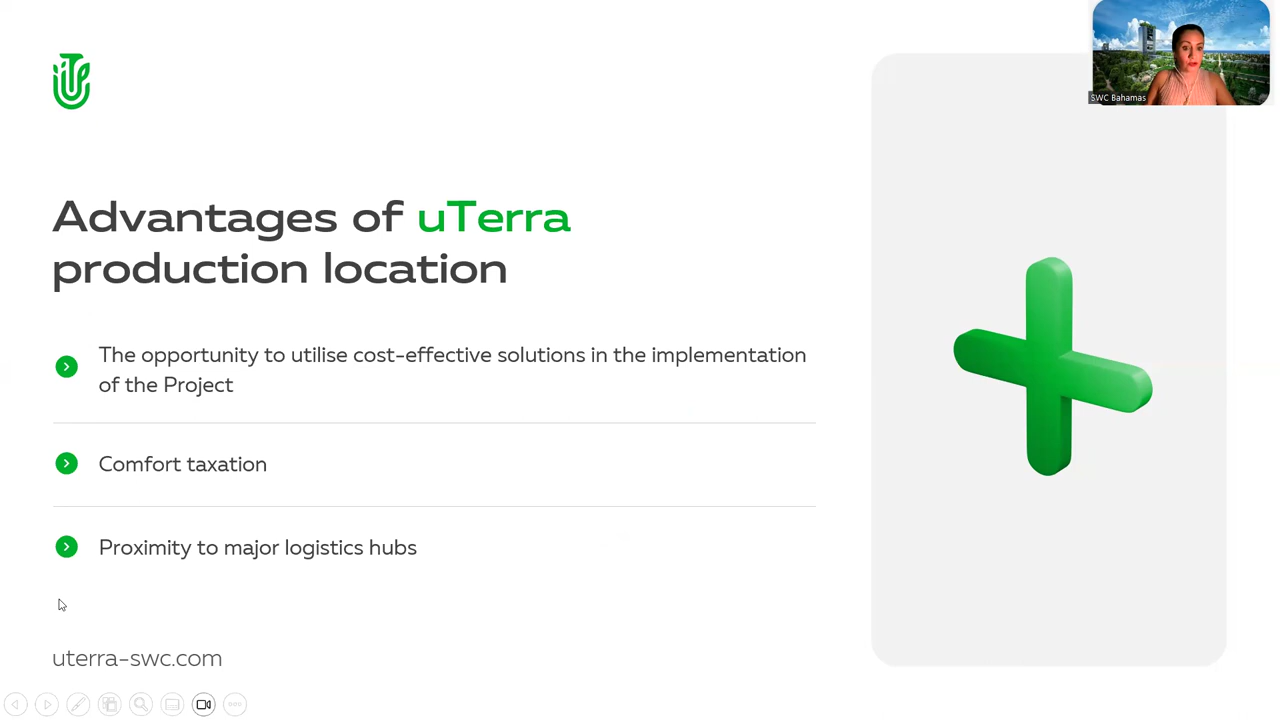 SWC Bahamas
Advantages of uTerra
production location
The opportunity to utilise cost-effective solutions in the implementation
of the Project
Comfort taxation
Proximity to major logistics hubs
uterra-swc.com